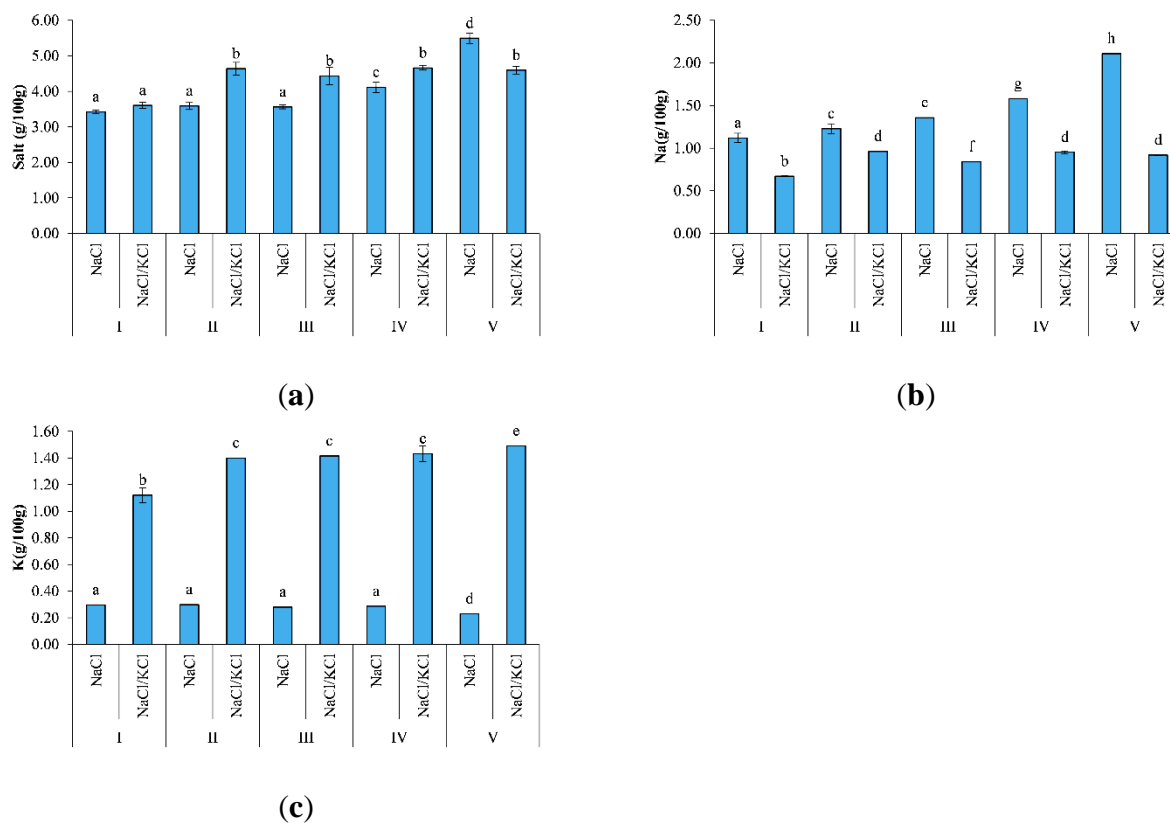 Salt (g/100g)
6.00
5.00
4.00
3.00
2.00
1.00
0.00
a a a b a b c b d b
NaCl NaCl/KCl NaCl NaCl/KCl NaCl NaCl/KCl NaCl NaCl/KCl NaCl NaCl/KCl
I II III IV V
(a)
Na(g/100g)
2.50
2.00
1.50
1.00
0.50
0.00
a b c d e f g d h d
NaCl NaCl/KCl NaCl NaCl/KCl NaCl NaCl/KCl NaCl NaCl/KCl NaCl NaCl/KCl
I II III IV V
(b)
K(g/100g)
1.60
1.40
1.20
1.00
0.80
0.60
0.40
0.20
0.00
a b a c a c a c d e
NaCl NaCl/KCl NaCl NaCl/KCl NaCl NaCl/KCl NaCl NaCl/KCl NaCl NaCl/KCl
I II III IV V
(c)